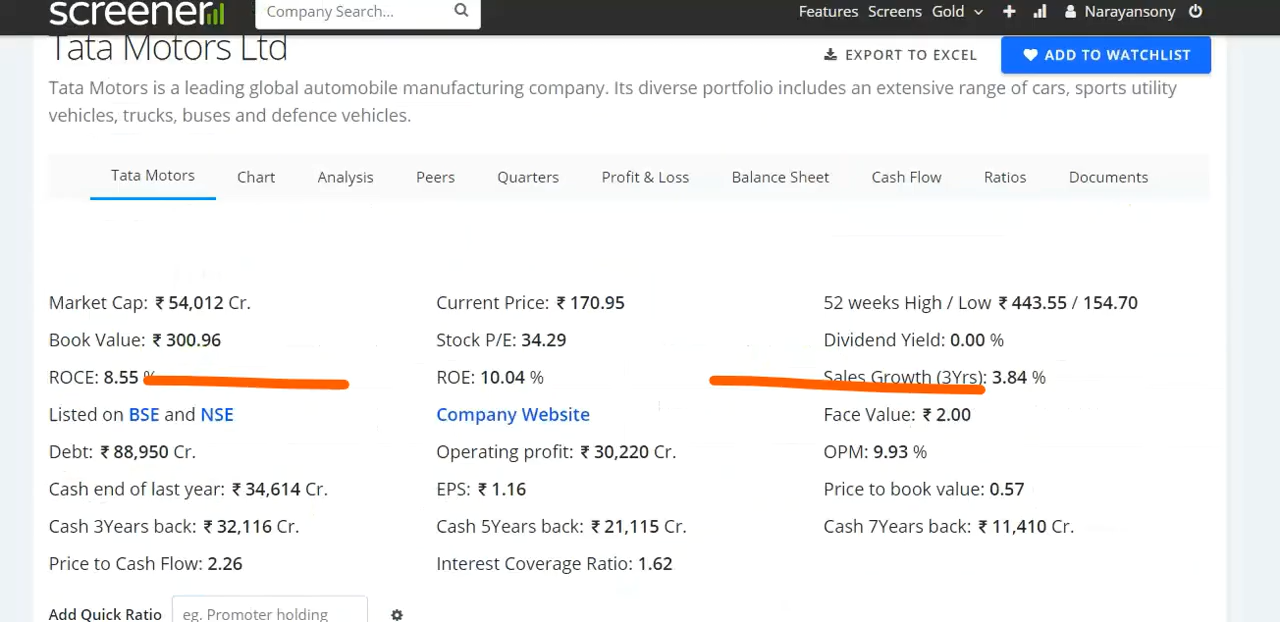 screener
Company Search...
Features Screens Gold Narayansony
Tata Motors Ltd
EXPORT TO EXCEL
ADD TO WATCHLIST
Tata Motors is a leading global automobile manufacturing company. Its diverse portfolio includes an extensive range of cars, sports utility
vehicles, trucks, buses and defence vehicles.
Tata Motors Chart Analysis Peers Quarters Profit & Loss Balance Sheet Cash Flow Ratios Documents
Market Cap: ₹ 54,012 Cr. Current Price: ₹ 170.95 52 weeks High / Low ₹ 443.55 / 154.70
Book Value: ₹ 300.96 Stock P/E: 34.29 Dividend Yield: 0.00 %
ROCE: 8.55 % ROE: 10.04 % Sales Growth (3Yrs): 3.84 %
Listed on BSE and NSE Company Website Face Value: ₹ 2.00
Debt: ₹ 88,950 Cr. Operating profit: ₹ 30,220 Cr. OPM: 9.93 %
Cash end of last year: ₹ 34,614 Cr. EPS: ₹ 1.16 Price to book value: 0.57
Cash 3Years back: ₹ 32,116 Cr. Cash 5Years back: ₹ 21,115 Cr. Cash 7Years back: ₹ 11,410 Cr.
Price to Cash Flow: 2.26 Interest Coverage Ratio: 1.62
Add Quick Ratio eg. Promoter holding